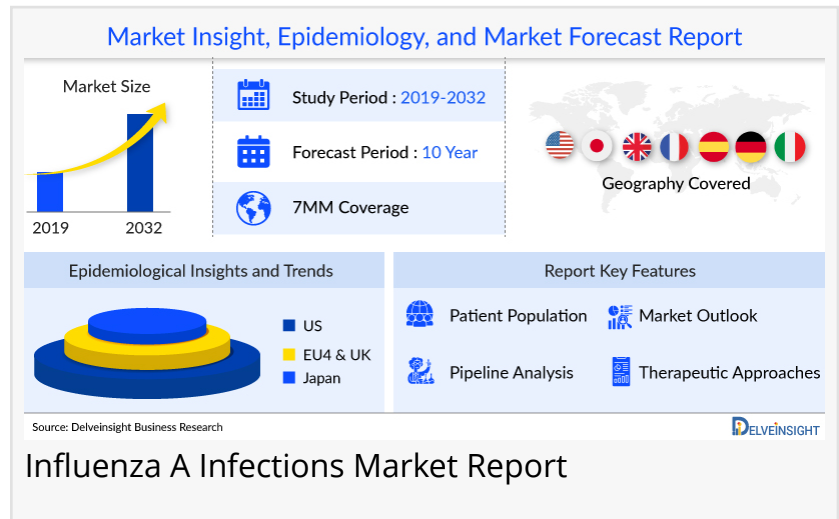 Market Insight, Epidemiology, and Market Forecast Report
Market Size
2019
2032
Study Period : 2019-2032
Forecast Period : 10 Year
7MM Coverage
Geography Covered
Epidemiological Insights and Trends
US
EU4 & UK
Japan
Report Key Features
Patient Population
Market Outlook
Pipeline Analysis
Therapeutic Approaches
Source: Delveinsight Business Research
DELVEINSIGHT
Influenza A Infections Market Report